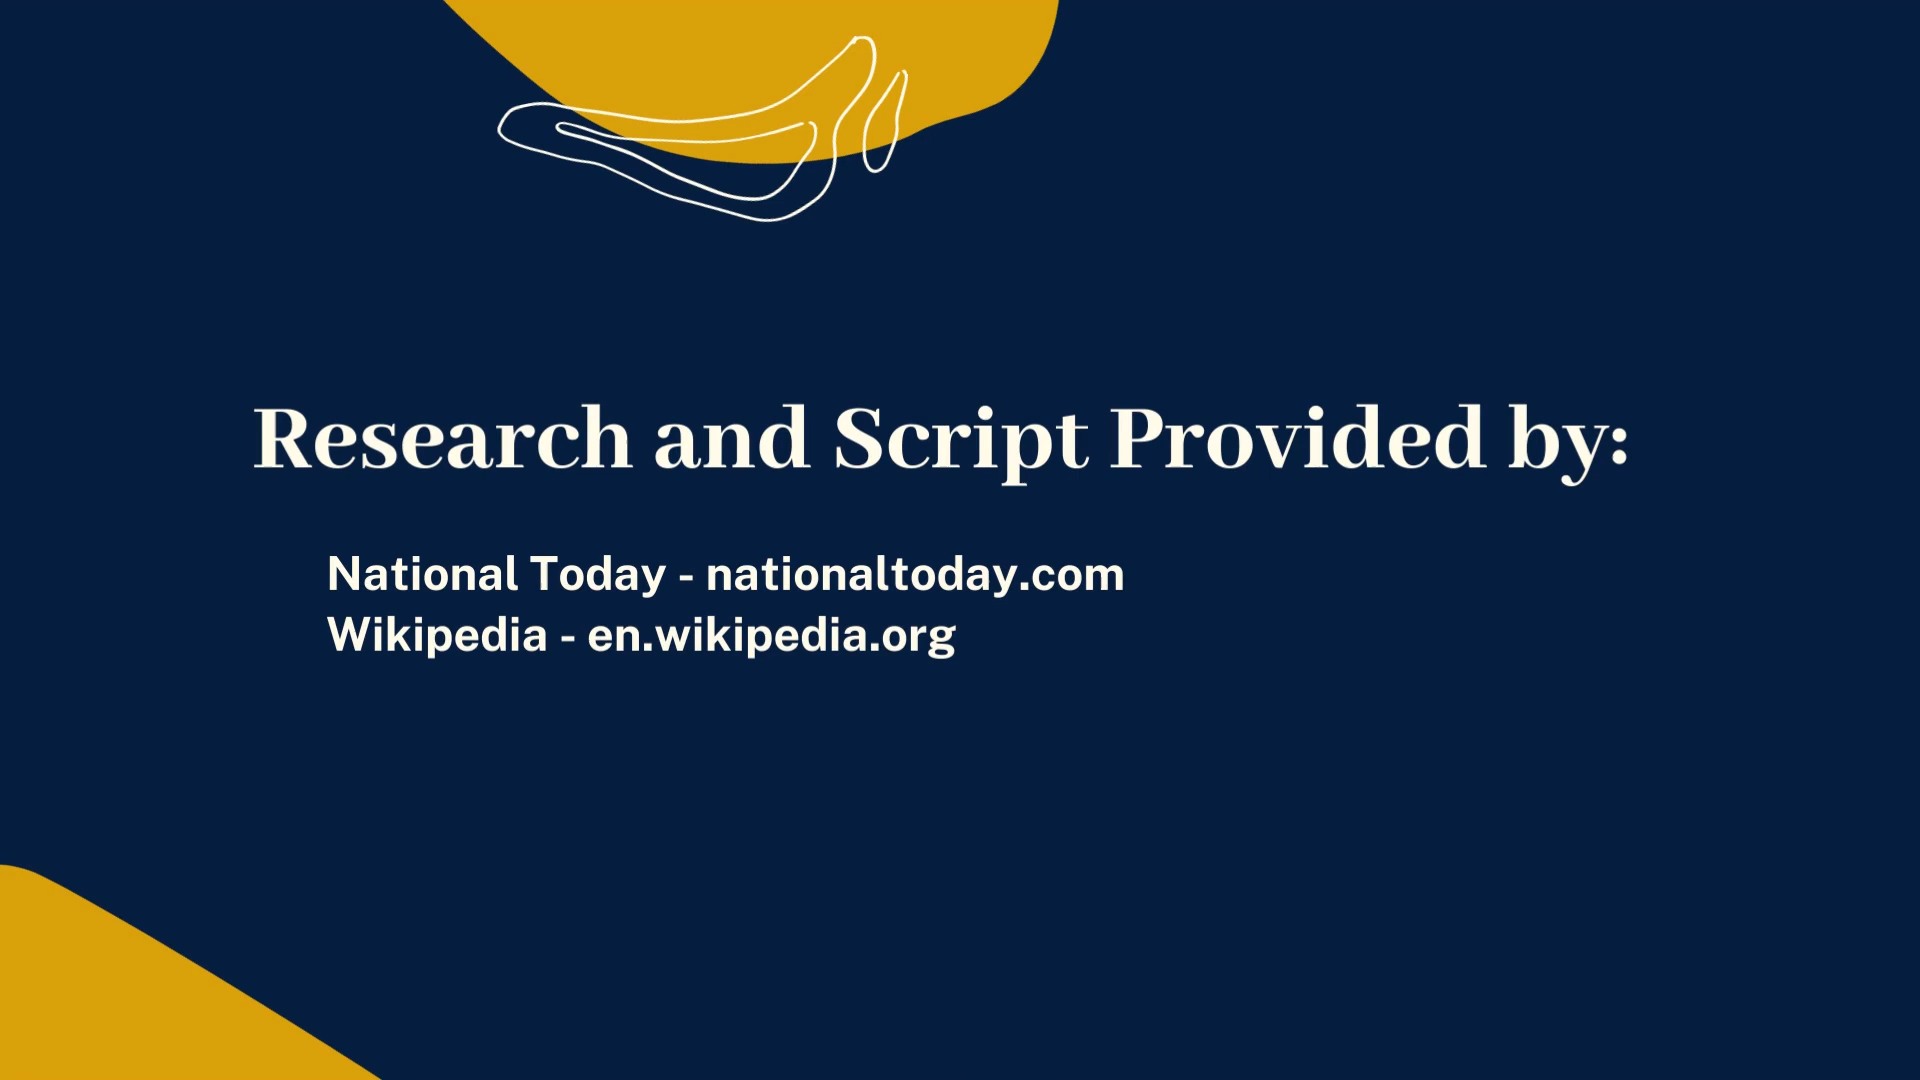 Research and Script Provided by:
National Today - nationaltoday.com
Wikipedia - en.wikipedia.org